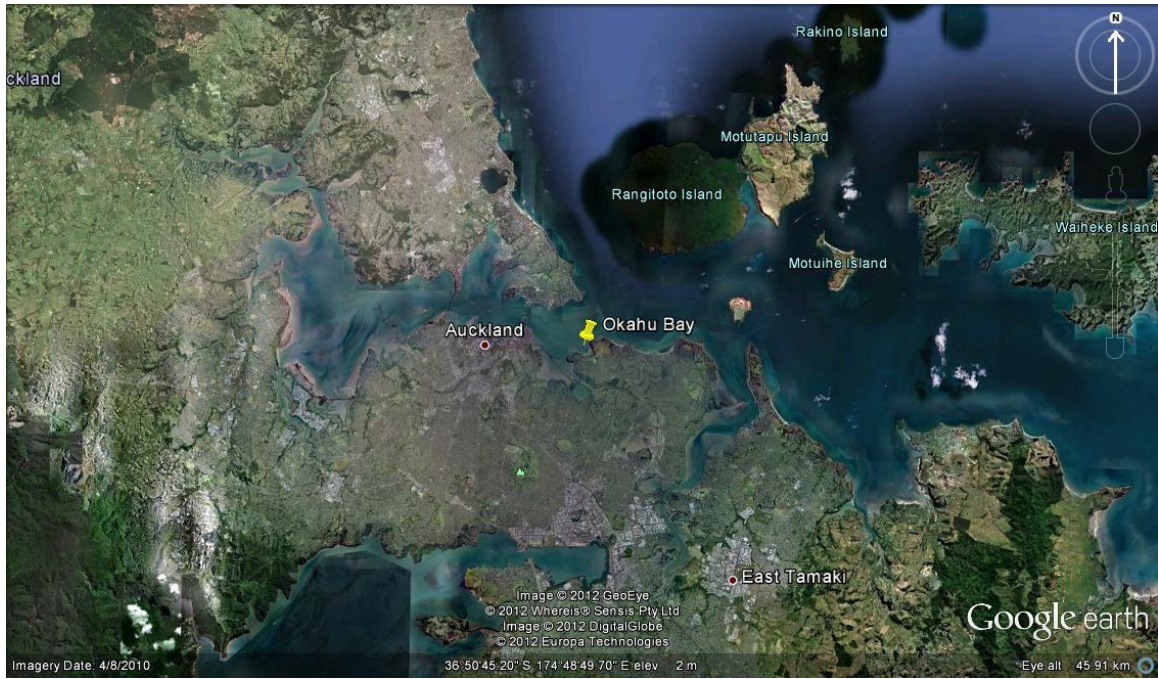 Rakino Island
N
ckland
Motutapu Island
Rangitoto Island
Waiheke Island
Motuihe Island
Auckland
Okahu Bay
East Tamaki
Image © 2012 GeoEye
© 2012 Whereis® Sensis Pty Ltd
Image © 2012 DigitalGlobe
© 2012 Europa Technologies
Google earth
Imagery Date: 4/8/2010 36°50'45.20" S, 174°48'49.70" E elev 2 m Eye alt 45.91 km